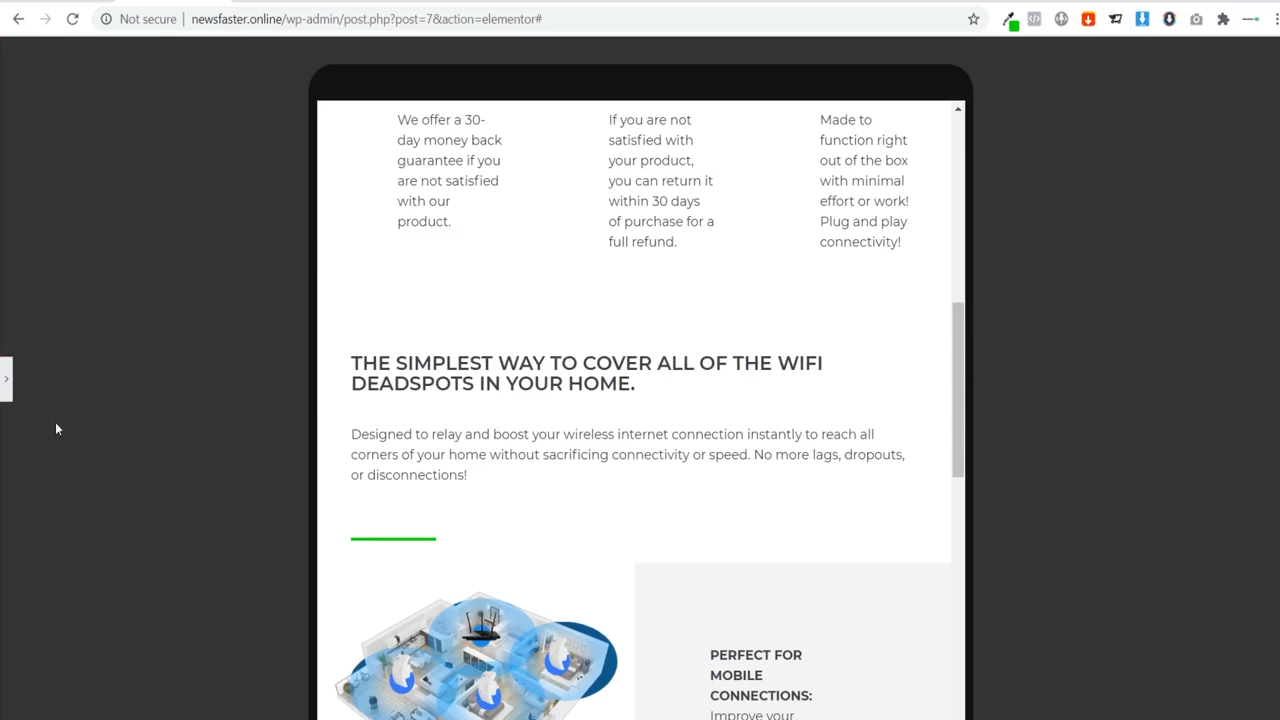 Not secure | newsfaster.online/wp-admin/post.php?post=7&action=elementor#
We offer a 30-
day money back
guarantee if you
are not satisfied
with our
product.
If you are not
satisfied with
your product,
you can return it
within 30 days
of purchase for a
full refund.
Made to
function right
out of the box
with minimal
effort or work!
Plug and play
connectivity!
THE SIMPLEST WAY TO COVER ALL OF THE WIFI
DEADSPOTS IN YOUR HOME.
Designed to relay and boost your wireless internet connection instantly to reach all
corners of your home without sacrificing connectivity or speed. No more lags, dropouts,
or disconnections!
PERFECT FOR
MOBILE
CONNECTIONS:
Improve your